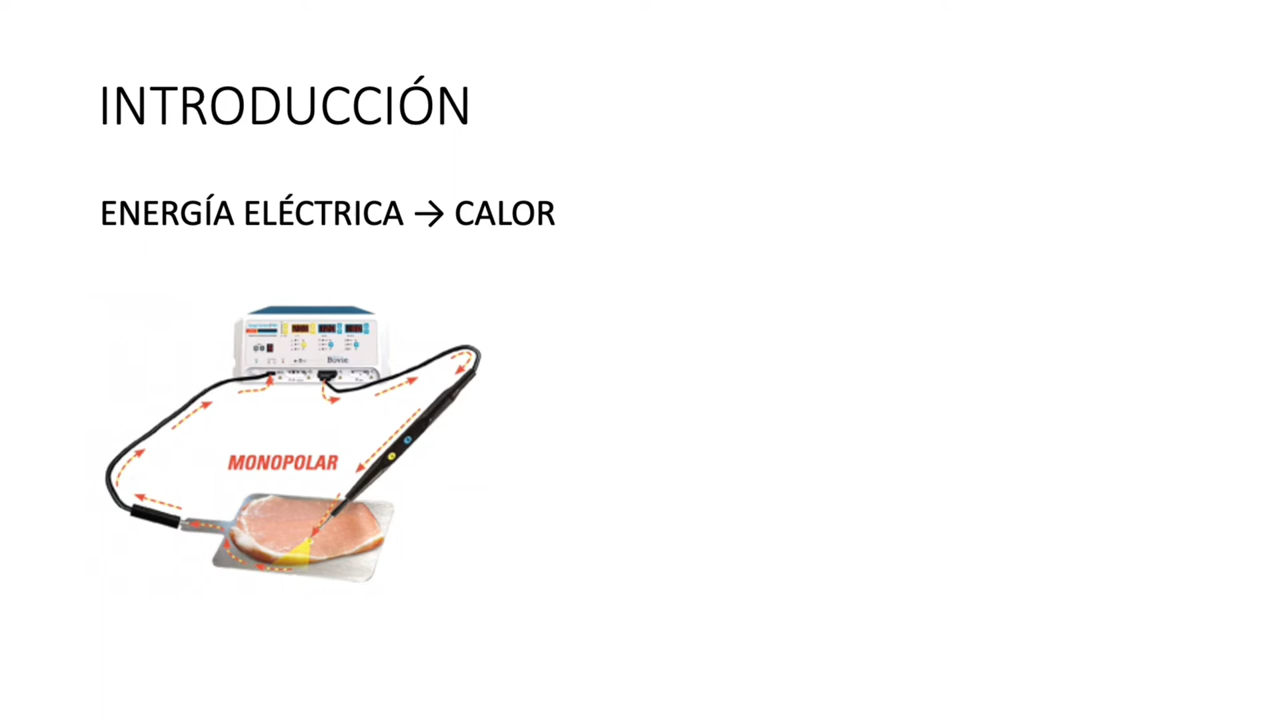 INTRODUCCIÓN
ENERGÍA ELÉCTRICA → CALOR
Bovie
MONOPOLAR